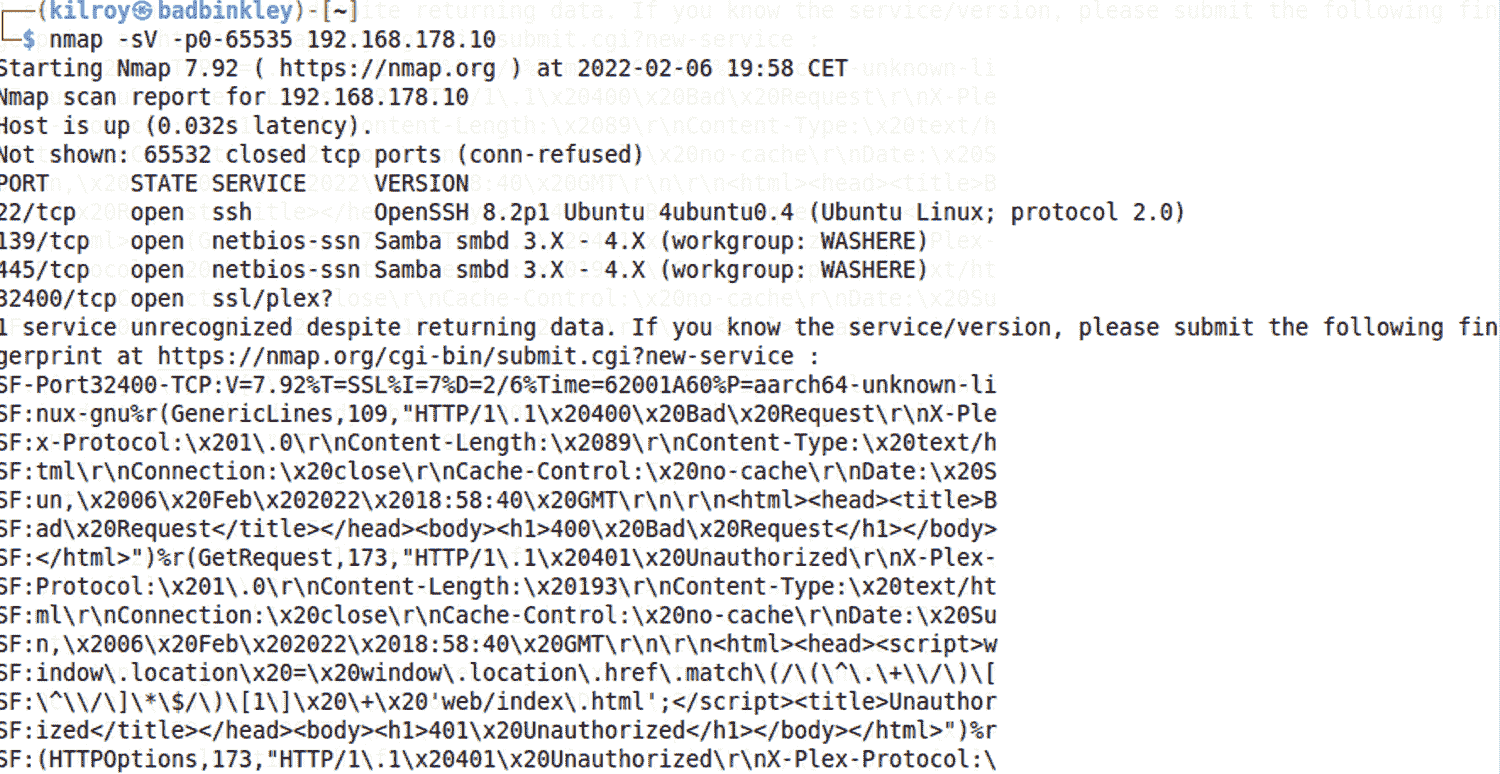 (kilroy㉿badbinkley)-[~]
$ nmap -sV -p0-65535 192.168.178.10
Starting Nmap 7.92 ( https://nmap.org ) at 2022-02-06 19:58 CET
Nmap scan report for 192.168.178.10
Host is up (0.032s latency).
Not shown: 65532 closed tcp ports (conn-refused)
PORT      STATE SERVICE     VERSION
22/tcp    open  ssh         OpenSSH 8.2p1 Ubuntu 4ubuntu0.4 (Ubuntu Linux; protocol 2.0)
139/tcp   open  netbios-ssn Samba smbd 3.X - 4.X (workgroup: WASHERE)
445/tcp   open  netbios-ssn Samba smbd 3.X - 4.X (workgroup: WASHERE)
32400/tcp open  ssl/plex?
1 service unrecognized despite returning data. If you know the service/version, please submit the following fin
gerprint at https://nmap.org/cgi-bin/submit.cgi?new-service :
SF-Port32400-TCP:V=7.92%T=SSL%I=7%D=2/6%Time=62001A60%P=aarch64-unknown-li
SF:nux-gnu%r(GenericLines,109,"HTTP/1\.1\x20400\x20Bad\x20Request\r\nX-Ple
SF:x-Protocol:\x201\.0\r\nContent-Length:\x2089\r\nContent-Type:\x20text/h
SF:tml\r\nConnection:\x20close\r\nCache-Control:\x20no-cache\r\nDate:\x20S
SF:un,\x2006\x20Feb\x202022\x2018:58:40\x20GMT\r\n\r\n<html><head><title>B
SF:ad\x20Request</title></head><body><h1>400\x20Bad\x20Request</h1></body>
SF:</html>")%r(GetRequest,173,"HTTP/1\.1\x20401\x20Unauthorized\r\nX-Plex-
SF:Protocol:\x201\.0\r\nContent-Length:\x20193\r\nContent-Type:\x20text/ht
SF:ml\r\nConnection:\x20close\r\nCache-Control:\x20no-cache\r\nDate:\x20Su
SF:n,\x2006\x20Feb\x202022\x2018:58:40\x20GMT\r\n\r\n<html><head><script>w
SF:indow\.location\x20=\x20window\.location\.href\.match\(/\(\^\.\+\\/\)\[
SF:\^\\/\]\*\$/\)\[1\]\x20\+\x20'web/index\.html';</script><title>Unauthor
SF:ized</title></head><body><h1>401\x20Unauthorized</h1></body></html>")%r
SF:(HTTPOptions,173,"HTTP/1\.1\x20401\x20Unauthorized\r\nX-Plex-Protocol:\